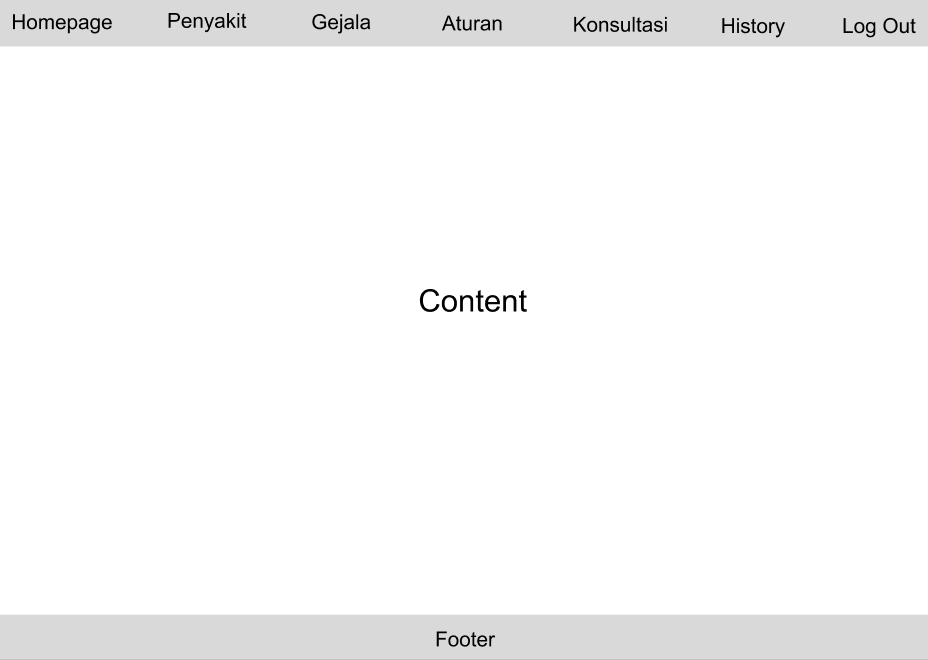 Homepage Penyakit Gejala Aturan Konsultasi History Log Out
Content
Footer